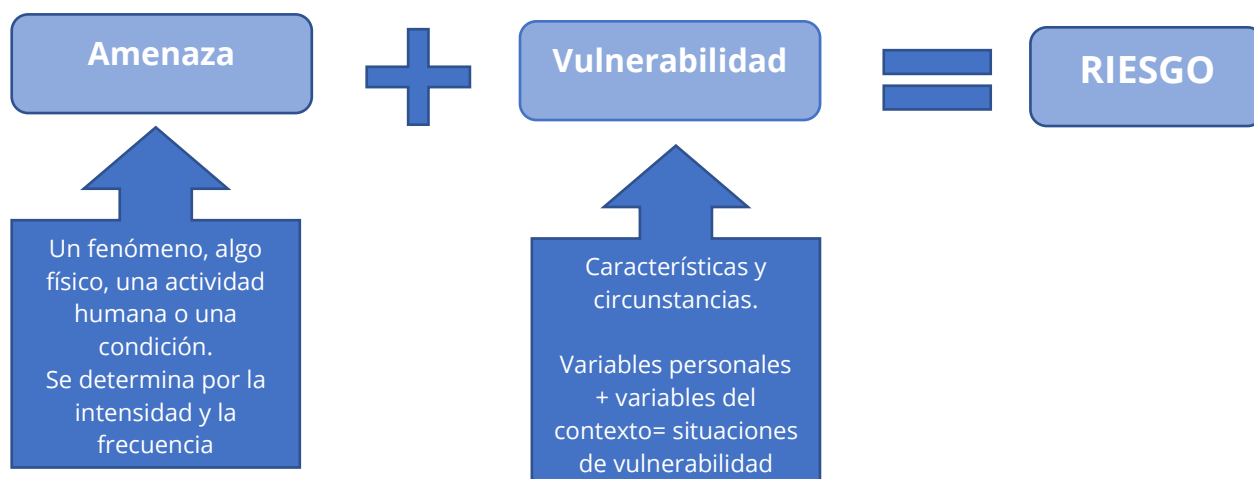 Amenaza
Vulnerabilidad
RIESGO
Un fenómeno, algo
físico, una actividad
humana o una
condición.
Se determina por la
intensidad y la
frecuencia
Características y
circunstancias.
Variables personales
+ variables del
contexto= situaciones
de vulnerabilidad